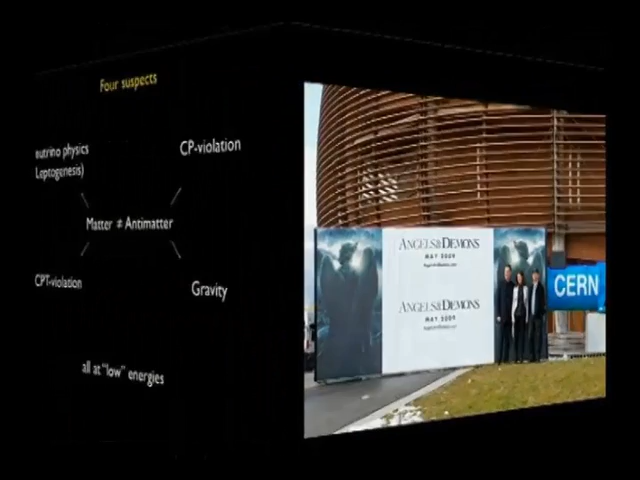 Four suspects
eutrino physics
Leptogenesis)
CP-violation
Matter ≠ Antimatter
CPT-violation
Gravity
all at "low" energies
ANGELS & DEMONS
MAY 2009
ANGELS & DEMONS
MAY 2009
CERN